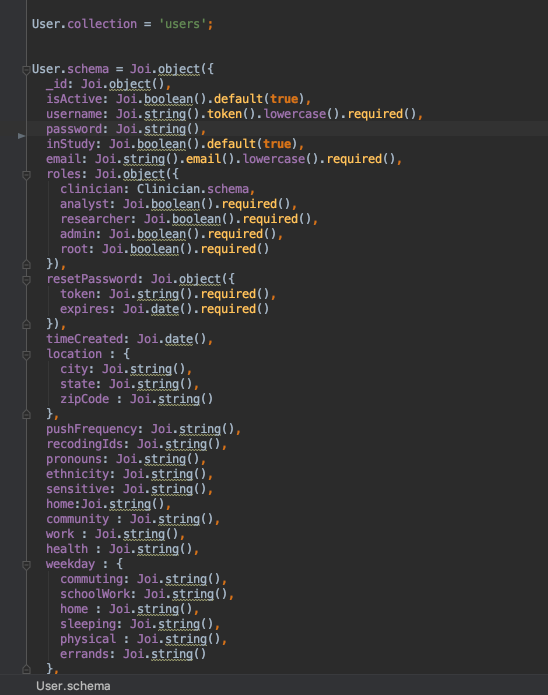 User.collection = 'users';
User.schema = Joi.object({
_id: Joi.object(),
isActive: Joi.boolean().default(true),
username: Joi.string().token().lowercase().required(),
password: Joi.string(),
inStudy: Joi.boolean().default(true),
email: Joi.string().email().lowercase().required(),
roles: Joi.object({
clinician: Clinician.schema,
analyst: Joi.boolean().required(),
researcher: Joi.boolean().required(),
admin: Joi.boolean().required(),
root: Joi.boolean().required()
}),
resetPassword: Joi.object({
token: Joi.string().required(),
expires: Joi.date().required()
}),
timeCreated: Joi.date(),
location : {
city: Joi.string(),
state: Joi.string(),
zipCode : Joi.string()
},
pushFrequency: Joi.string(),
recodingIds: Joi.string(),
pronouns: Joi.string(),
ethnicity: Joi.string(),
sensitive: Joi.string(),
home:Joi.string(),
community : Joi.string(),
work : Joi.string(),
health : Joi.string(),
weekday : {
commuting: Joi.string(),
schoolWork: Joi.string(),
home : Joi.string(),
sleeping: Joi.string(),
physical : Joi.string(),
errands: Joi.string()
},
User.schema